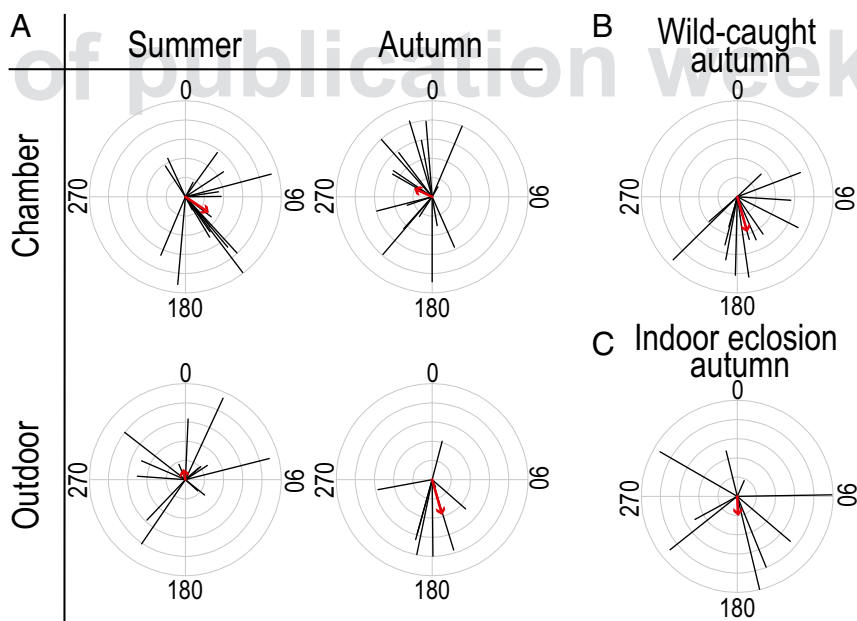 of publication week
A
Summer
Autumn
B
Wild-caught
autumn
Chamber
0
90
180
270
0
90
180
270
0
90
180
270
Outdoor
0
90
180
270
0
90
180
270
C
Indoor eclosion
autumn
0
90
180
270